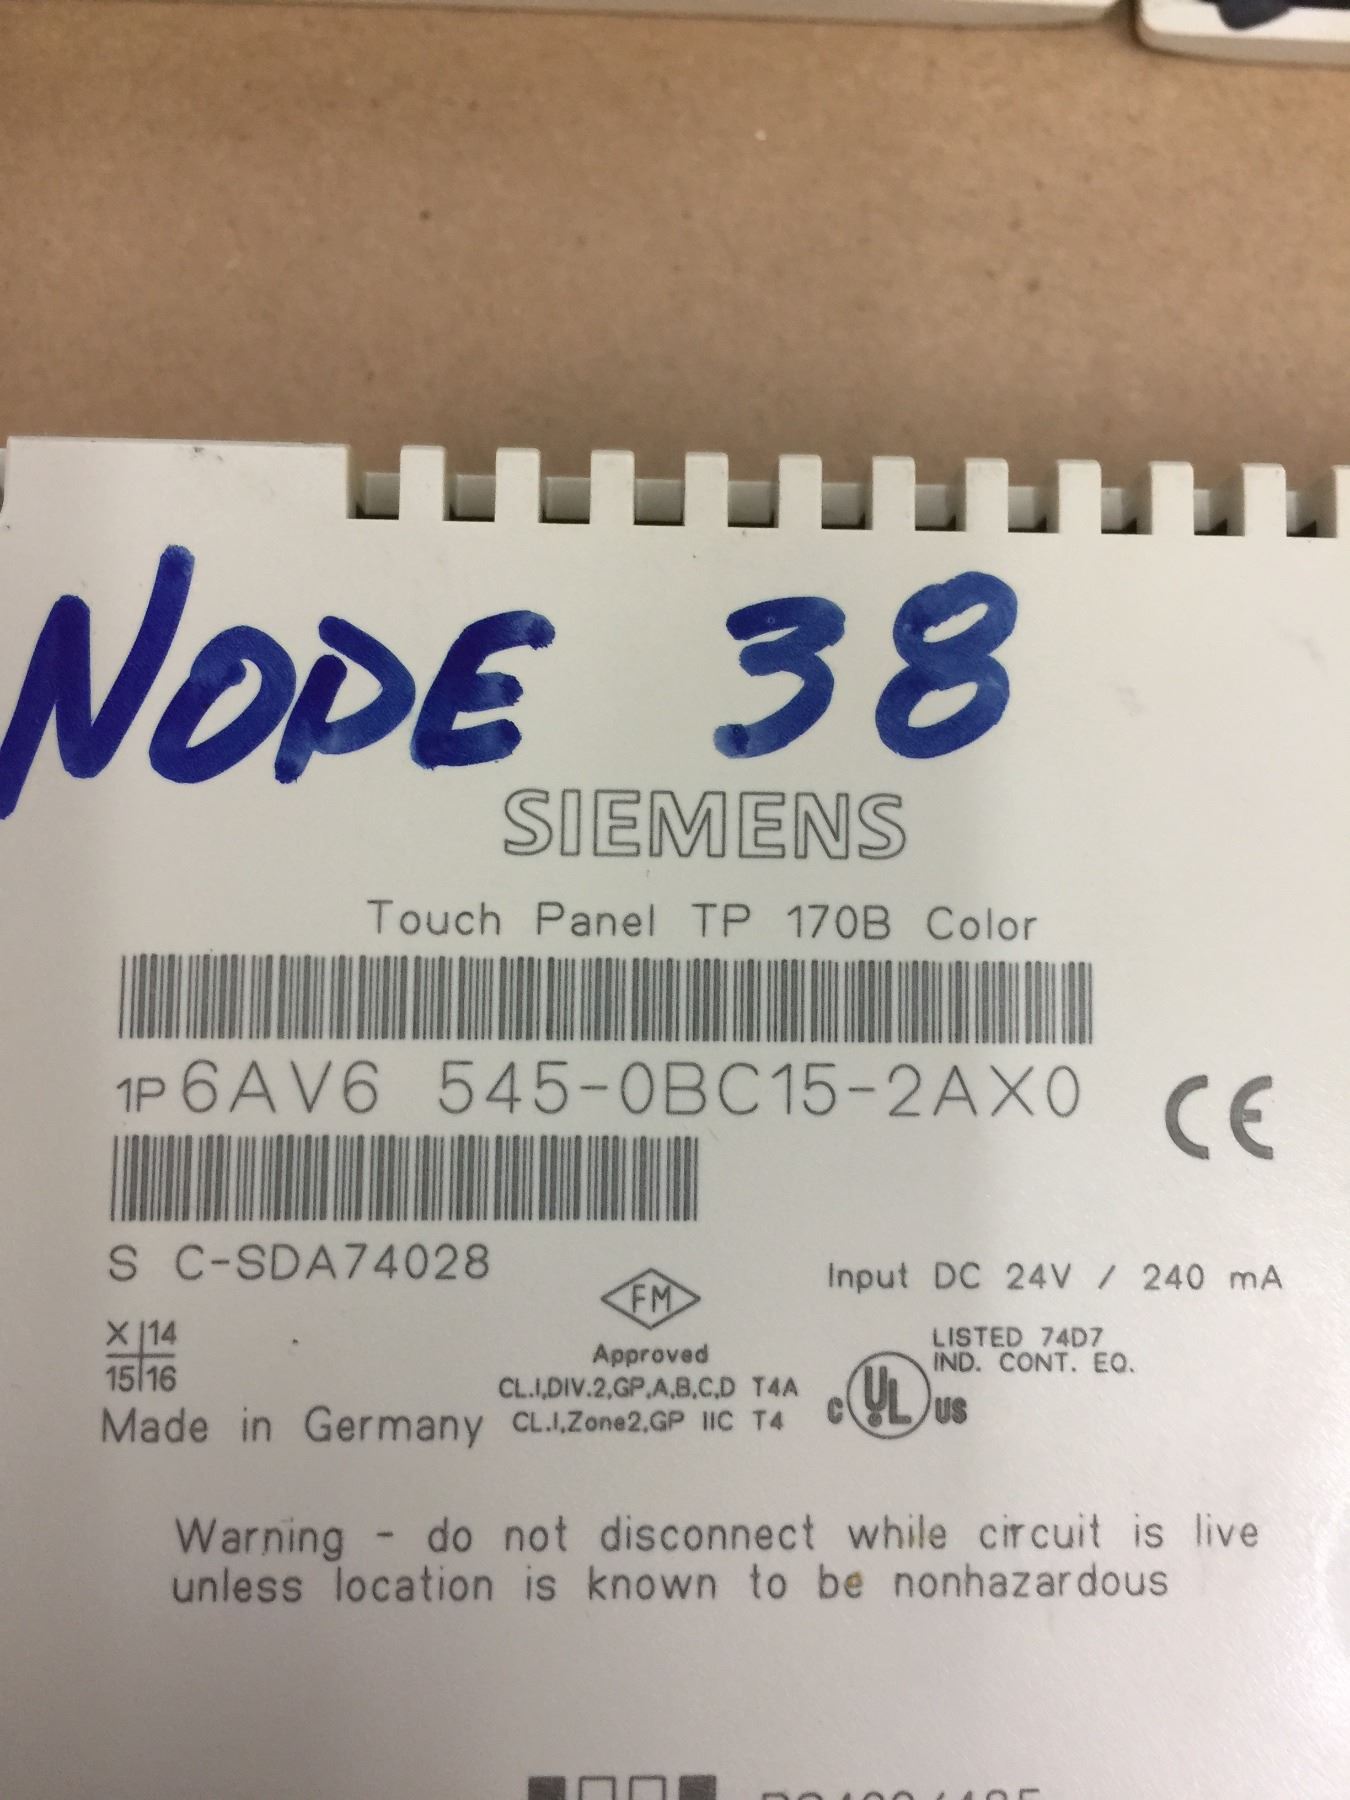 NODE 38
SIEMENS
Touch Panel TP 170B Color
1P 6AV6 545-0BC15-2AX0
CE
S C-SDA74028
Input DC 24V / 240 mA
FM
Approved
CL.I,DIV.2,GP,A,B,C,D T4A
CL.I,Zone2,GP IIC T4
LISTED 74D7
IND. CONT. EQ.
C UL US
X 14
15 16
Made in Germany
Warning - do not disconnect while circuit is live
unless location is known to be nonhazardous